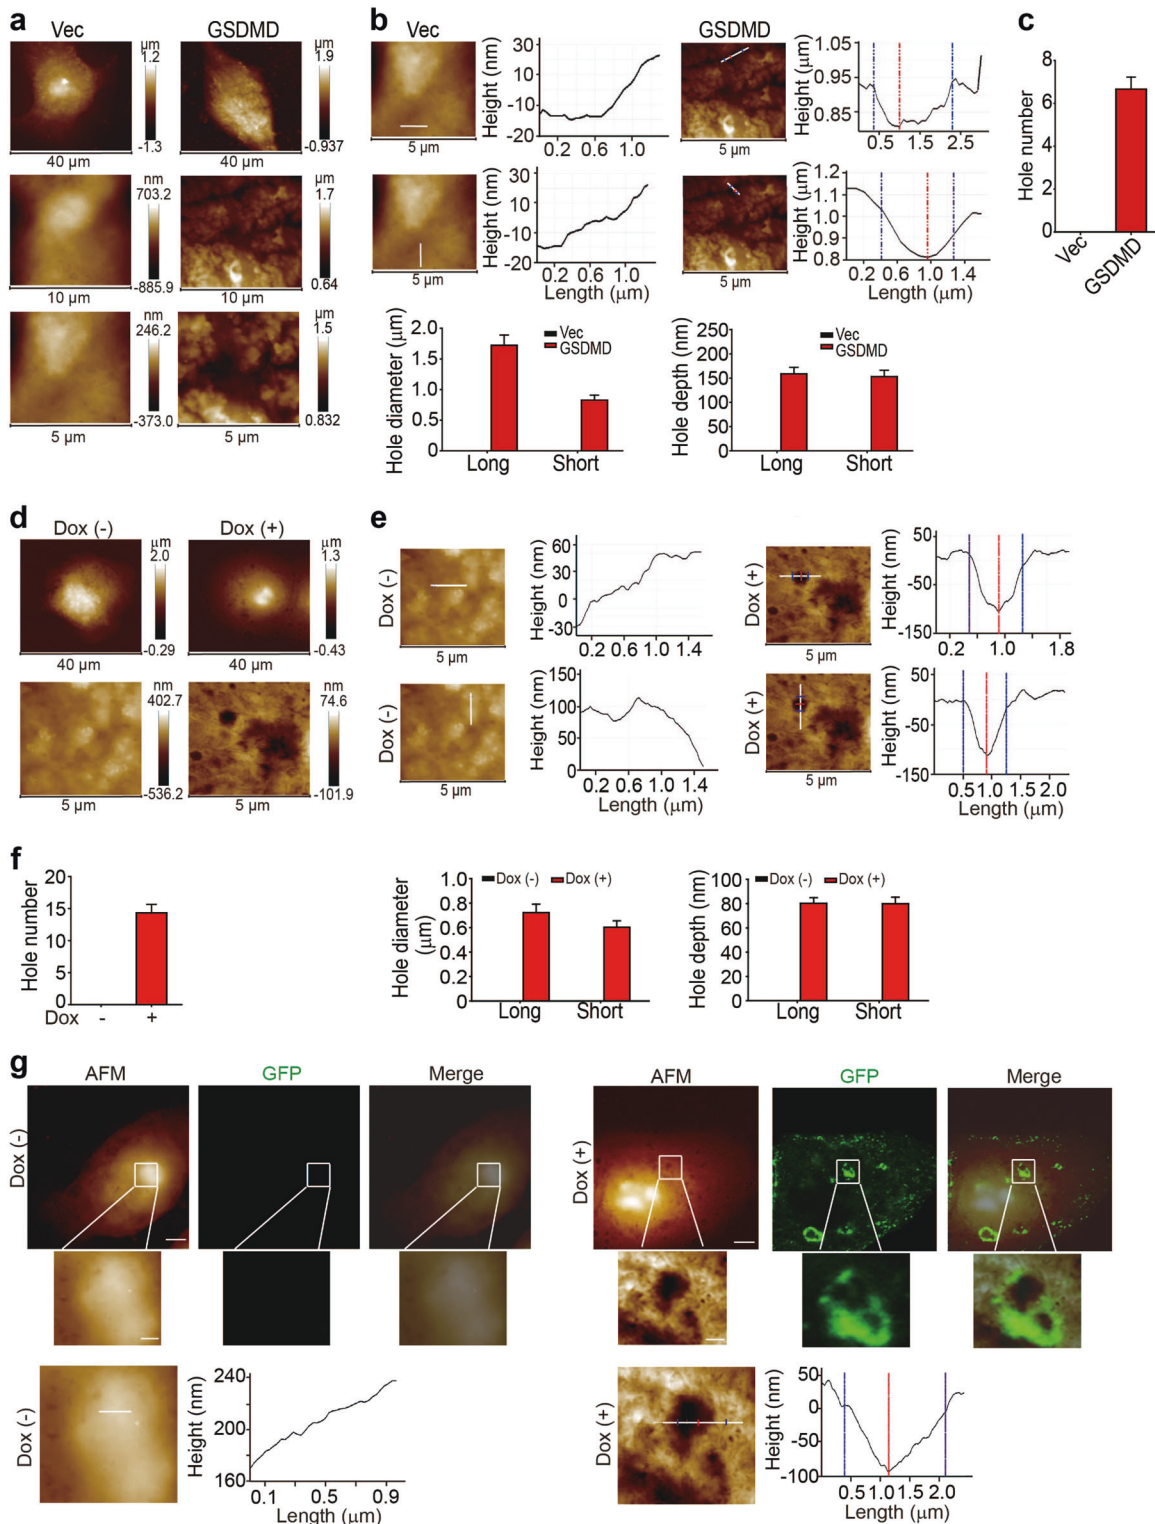 a
Vec
GSDMD
μm
1.2
-1.3
40 μm
μm
1.9
-0.937
40 μm
nm
703.2
-885.9
10 μm
μm
1.7
0.64
10 μm
nm
246.2
-373.0
5 μm
μm
1.5
0.832
5 μm
b
Vec
GSDMD
5 μm
Height (nm)
30
10
-10
-20
0.2 0.6 1.0
5 μm
Height (μm)
1.05
0.95
0.85
0.5 1.5 2.5
5 μm
Height (nm)
30
10
-10
-20
0.2 0.6 1.0
Length (μm)
5 μm
Height (μm)
1.2
1.1
1.0
0.9
0.8
0.2 0.6 1.0 1.4
Length (μm)
Hole diameter (μm)
2.0
1.5
1.0
0.5
0
Vec
GSDMD
Long Short
Hole depth (nm)
250
200
150
100
50
0
Vec
GSDMD
Long Short
c
Hole number
8
6
4
2
0
Vec
GSDMD
d
Dox (-)
Dox (+)
μm
2.0
-0.29
40 μm
μm
1.3
-0.43
40 μm
nm
402.7
-536.2
5 μm
nm
74.6
-101.9
5 μm
e
Dox (-)
5 μm
Height (nm)
60
30
0
-30
0.2 0.6 1.0 1.4
Dox (+)
5 μm
Height (nm)
50
-50
-150
0.2 1.0 1.8
Dox (-)
5 μm
Height (nm)
150
100
50
0
0.2 0.6 1.0 1.4
Length (μm)
Dox (+)
5 μm
Height (nm)
50
-50
-150
0.5 1.0 1.5 2.0
Length (μm)
f
Hole number
20
15
10
5
0
Dox - +
Hole diameter
(μm)
1.0
0.8
0.6
0.4
0.2
0
Dox (-) Dox (+)
Long Short
Hole depth (nm)
100
80
60
40
20
0
Dox (-) Dox (+)
Long Short
g
AFM GFP Merge
Dox (-)
AFM GFP Merge
Dox (+)
Dox (-)
Height (nm)
240
200
160
0.1 0.5 0.9
Length (μm)
Dox (+)
Height (nm)
50
0
-50
-100
0.5 1.0 1.5 2.0
Length (μm)